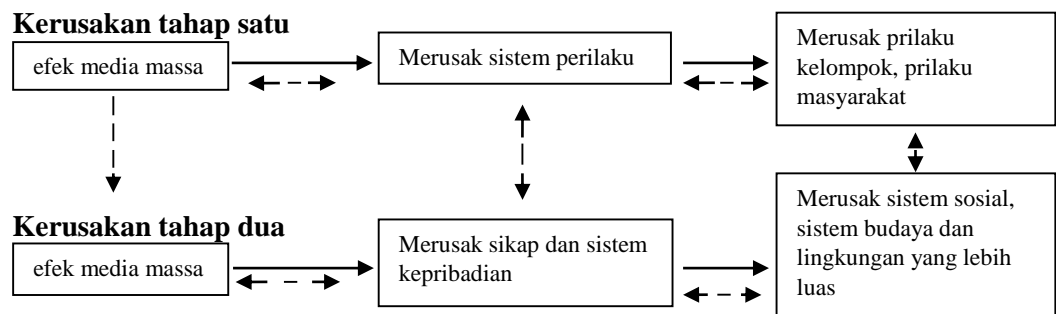 Kerusakan tahap satu
efek media massa
Merusak sistem perilaku
Merusak prilaku
kelompok, prilaku
masyarakat
Kerusakan tahap dua
efek media massa
Merusak sikap dan sistem
kepribadian
Merusak sistem sosial,
sistem budaya dan
lingkungan yang lebih
luas